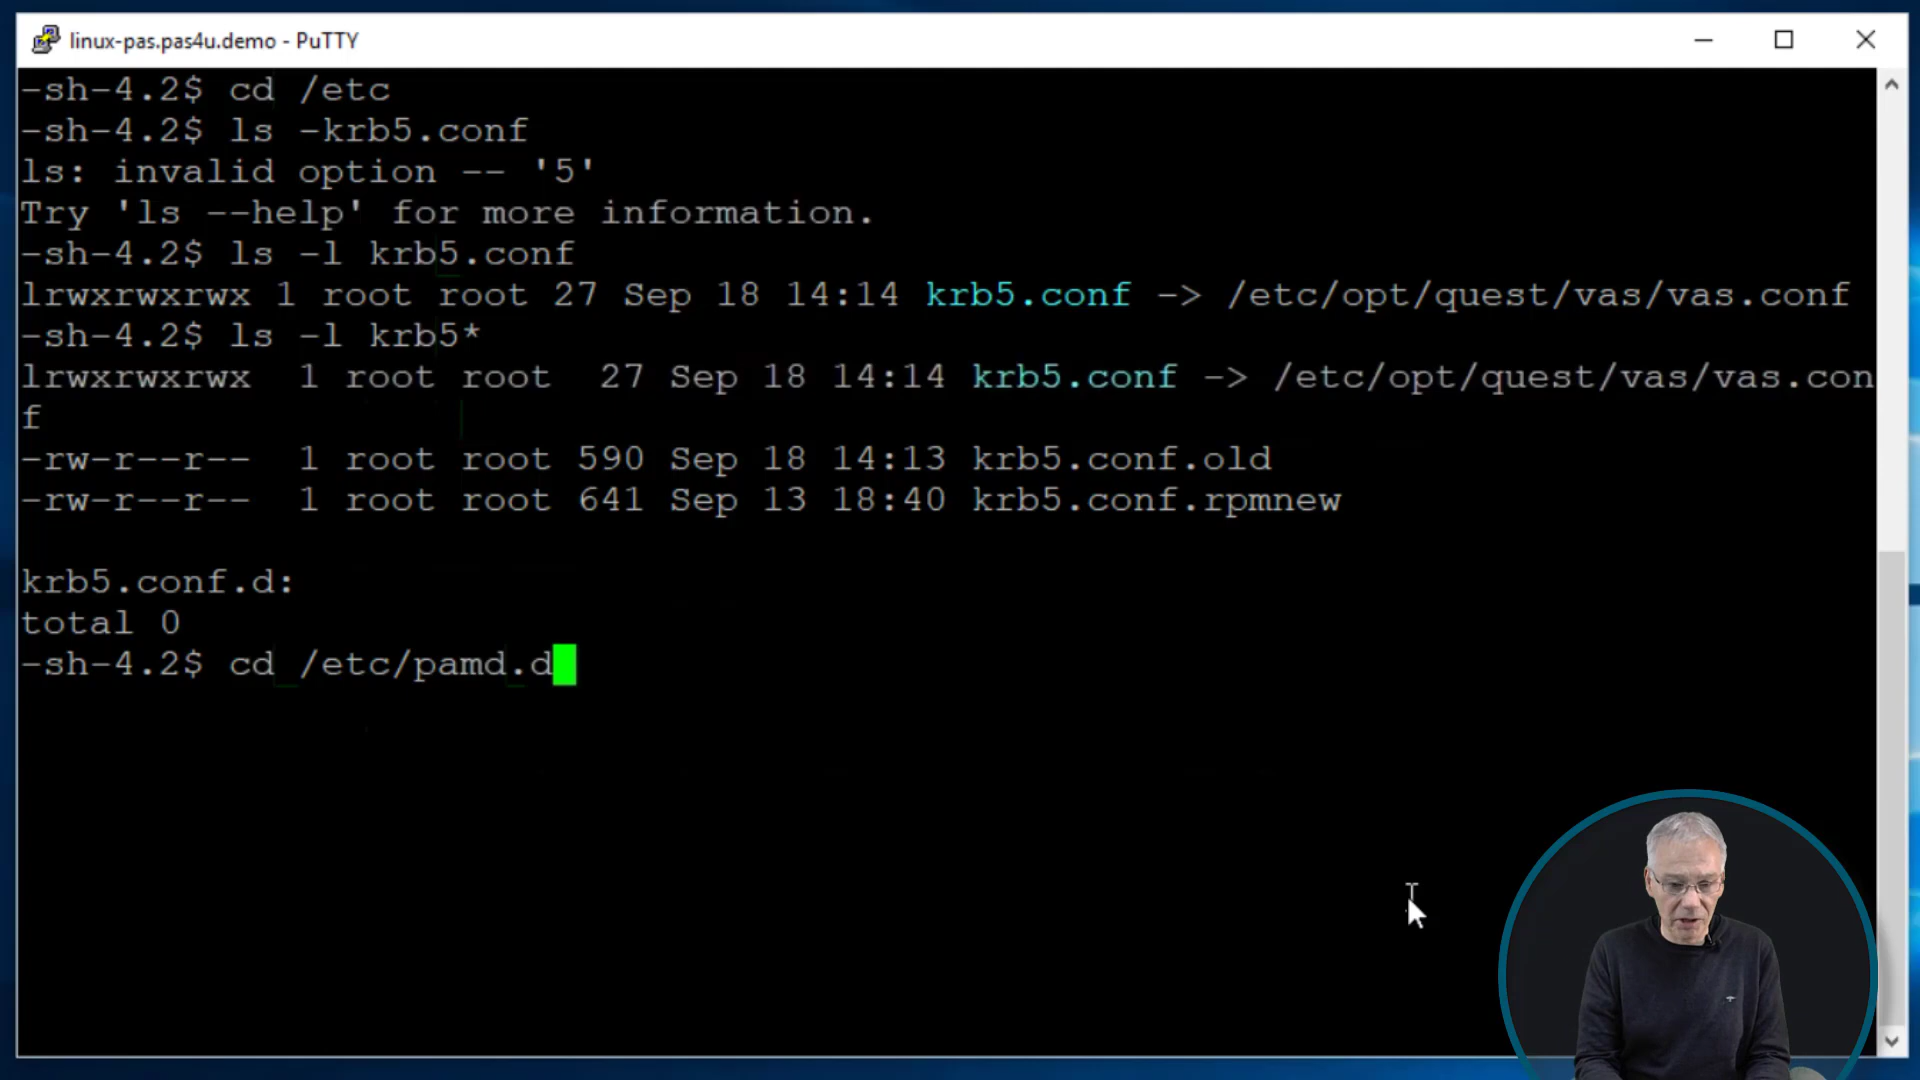 linux-pas.pas4u.demo - PuTTY
-sh-4.2$ cd /etc
-sh-4.2$ ls -krb5.conf
ls: invalid option -- '5'
Try 'ls --help' for more information.
-sh-4.2$ ls -l krb5.conf
lrwxrwxrwx 1 root root 27 Sep 18 14:14 krb5.conf -> /etc/opt/quest/vas/vas.conf
-sh-4.2$ ls -l krb5*
lrwxrwxrwx  1 root root  27 Sep 18 14:14 krb5.conf -> /etc/opt/quest/vas/vas.con
f
-rw-r--r--  1 root root 590 Sep 18 14:13 krb5.conf.old
-rw-r--r--  1 root root 641 Sep 13 18:40 krb5.conf.rpmnew
krb5.conf.d:
total 0
-sh-4.2$ cd /etc/pamd.d